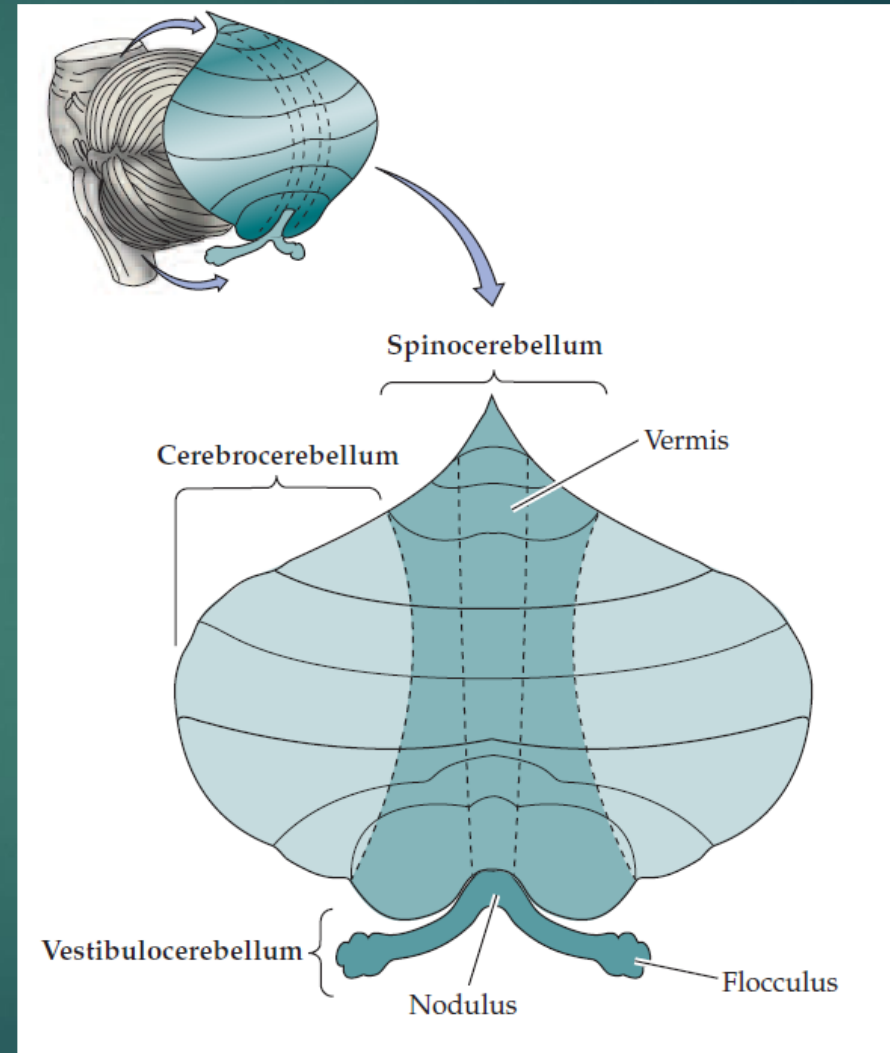 Spinocerebellum
Vermis
Cerebrocerebellum
Vestibulocerebellum
Flocculus
Nodulus